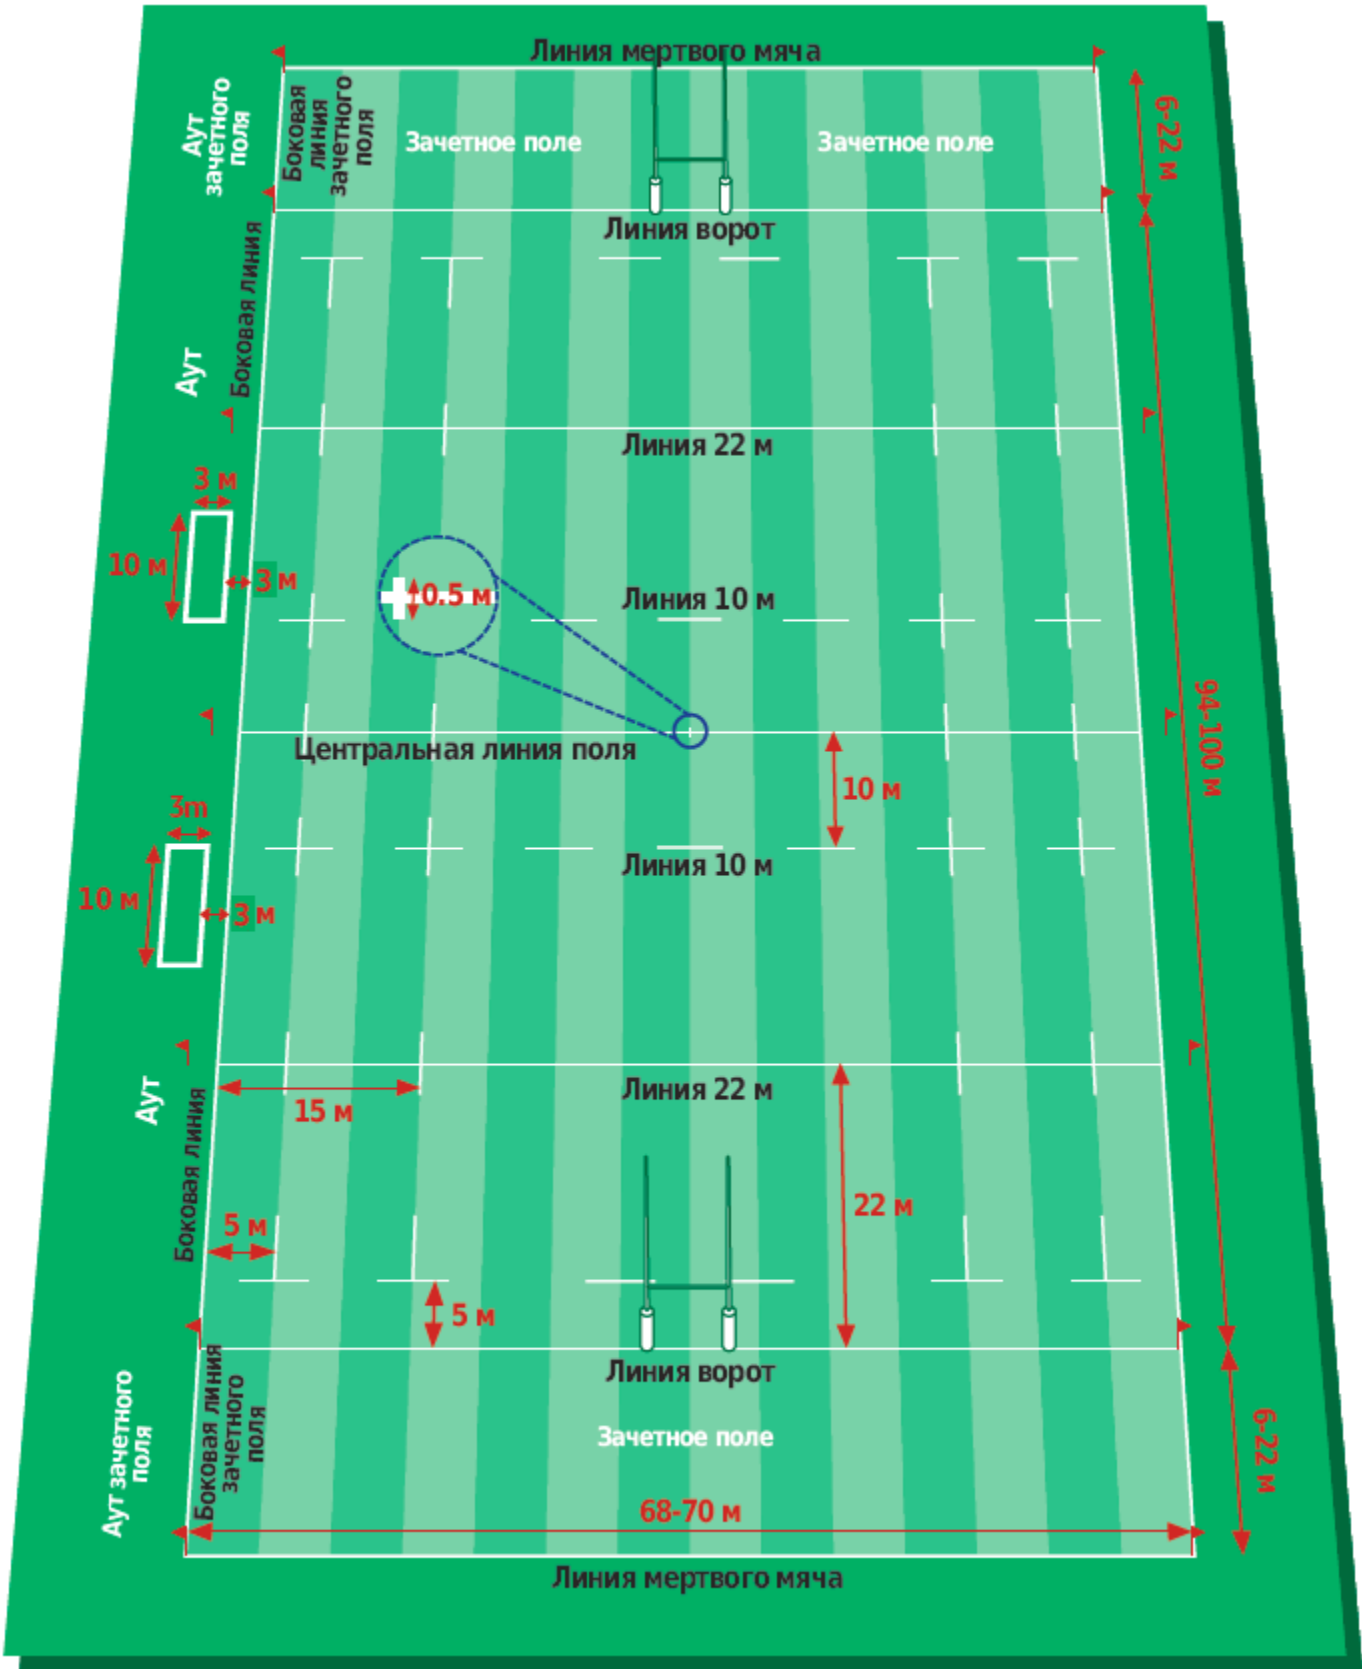 Линия мертвого мяча
Аут
зачетного
поля
Боковая
линия
зачетного
поля
Зачетное поле
Зачетное поле
6-22 м
Линия ворот
Боковая линия
Аут
Линия 22 м
3 м
10 м
3 м
0.5 м
Линия 10 м
94-100 м
Центральная линия поля
10 м
3m
Линия 10 м
10 м
3 м
Аут
Линия 22 м
15 м
Боковая линия
22 м
5 м
5 м
Линия ворот
Аут зачетного
поля
Боковая линия
зачетного
поля
Зачетное поле
6-22 м
68-70 м
Линия мертвого мяча